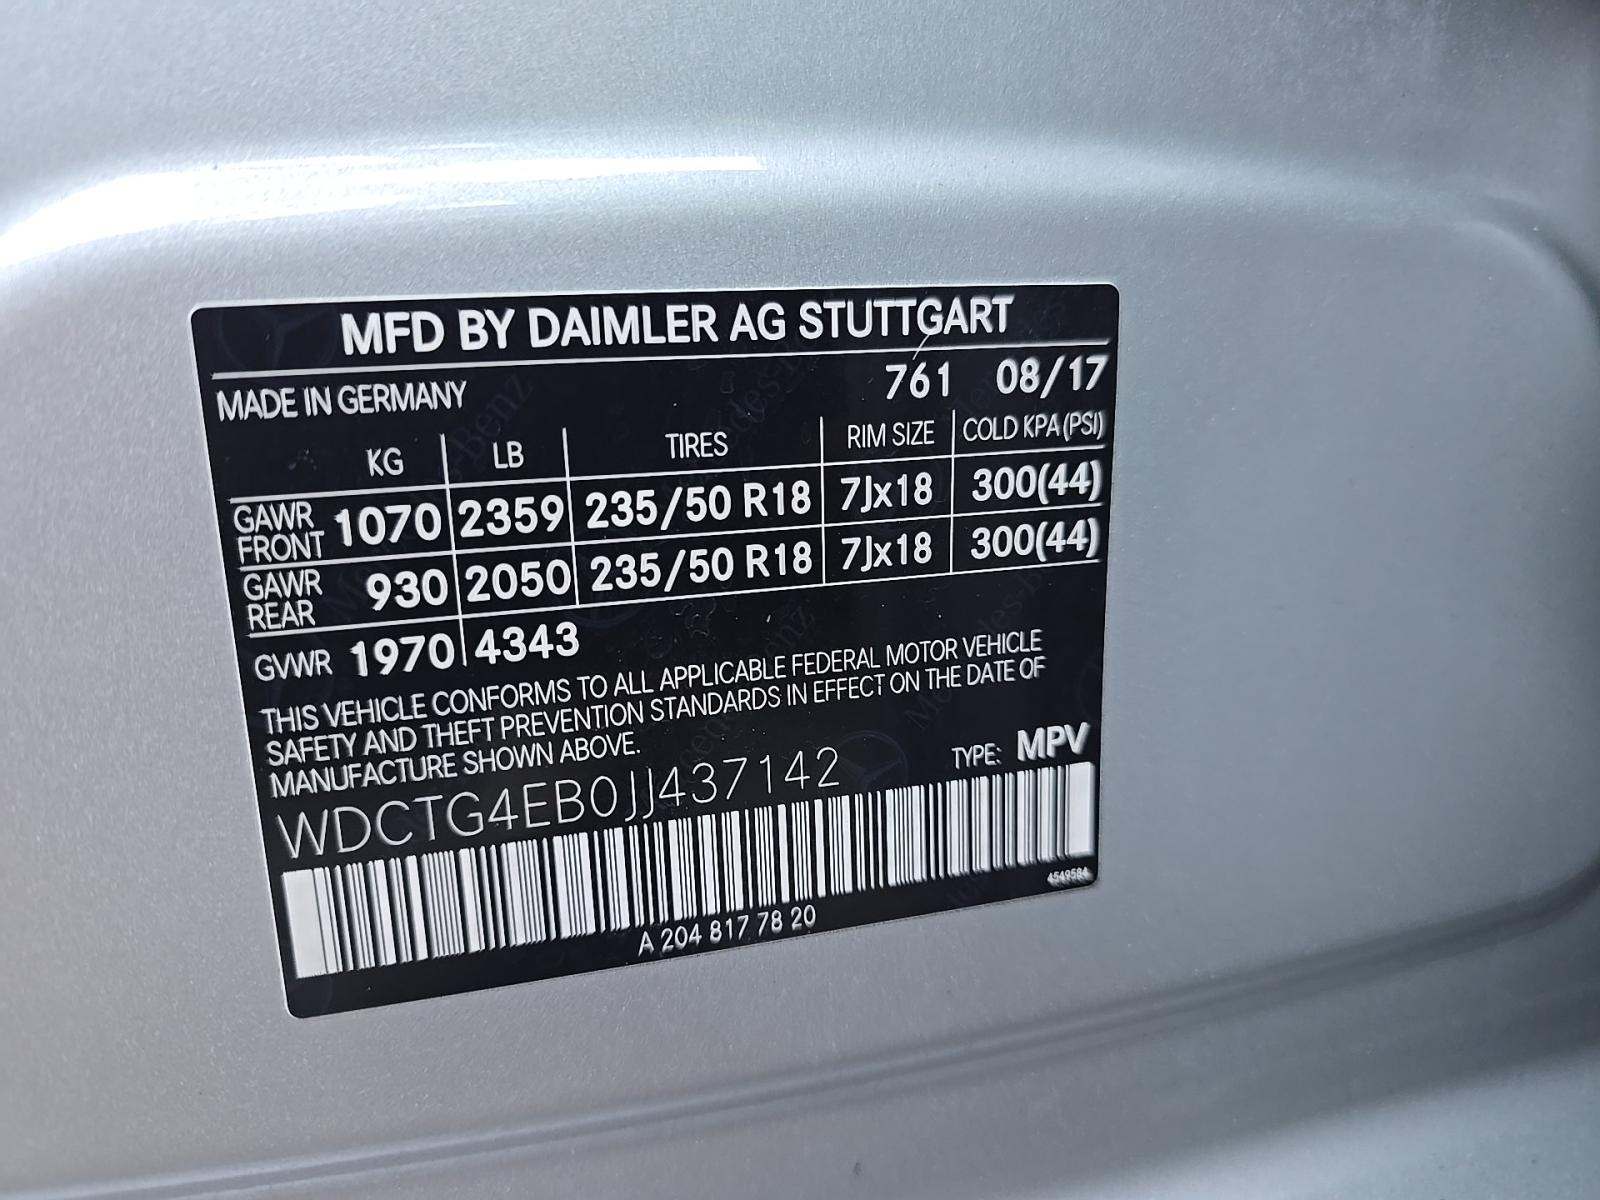 MFD BY DAIMLER AG STUTTGART
MADE IN GERMANY 761 08/17
KG LB TIRES RIM SIZE COLD KPA (PSI)
GAWR FRONT 1070 2359 235/50 R18 7Jx18 300(44)
GAWR REAR 930 2050 235/50 R18 7Jx18 300(44)
GVWR 1970 4343
THIS VEHICLE CONFORMS TO ALL APPLICABLE FEDERAL MOTOR VEHICLE
SAFETY AND THEFT PREVENTION STANDARDS IN EFFECT ON THE DATE OF
MANUFACTURE SHOWN ABOVE.
TYPE: MPV
WDCTG4EB0JJ437142
4549584
A 204 817 78 20